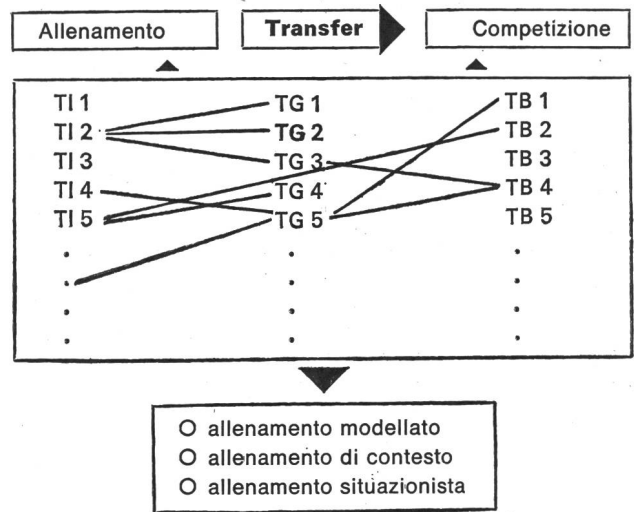 Allenamento Transfer Competizione
TI 1 TG 1 TB 1
TI 2 TG 2 TB 2
TI 3 TG 3 TB 3
TI 4 TG 4 TB 4
TI 5 TG 5 TB 5
O allenamento modellato
O allenamento di contesto
O allenamento situazionista